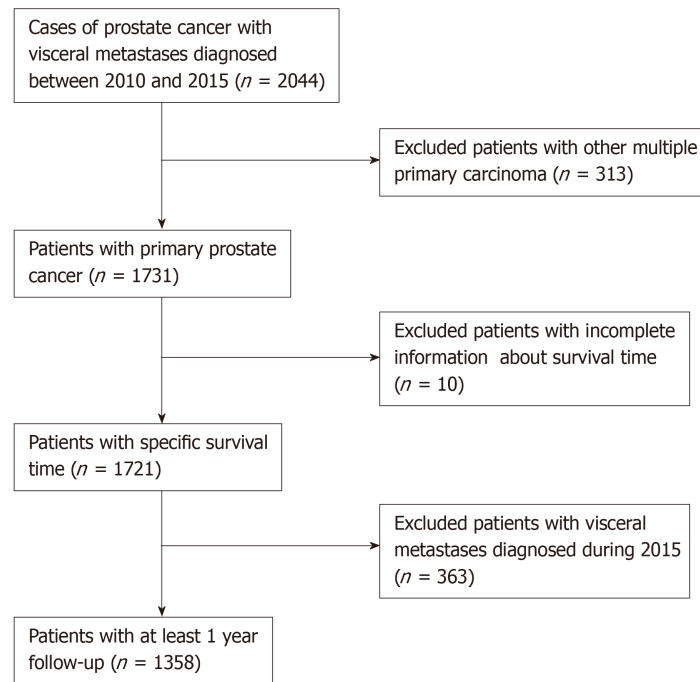 Cases of prostate cancer with
visceral metastases diagnosed
between 2010 and 2015 (n = 2044)
Excluded patients with other multiple
primary carcinoma (n = 313)
Patients with primary prostate
cancer (n = 1731)
Excluded patients with incomplete
information about survival time
(n = 10)
Patients with specific survival
time (n = 1721)
Excluded patients with visceral
metastases diagnosed during 2015
(n = 363)
Patients with at least 1 year
follow-up (n = 1358)